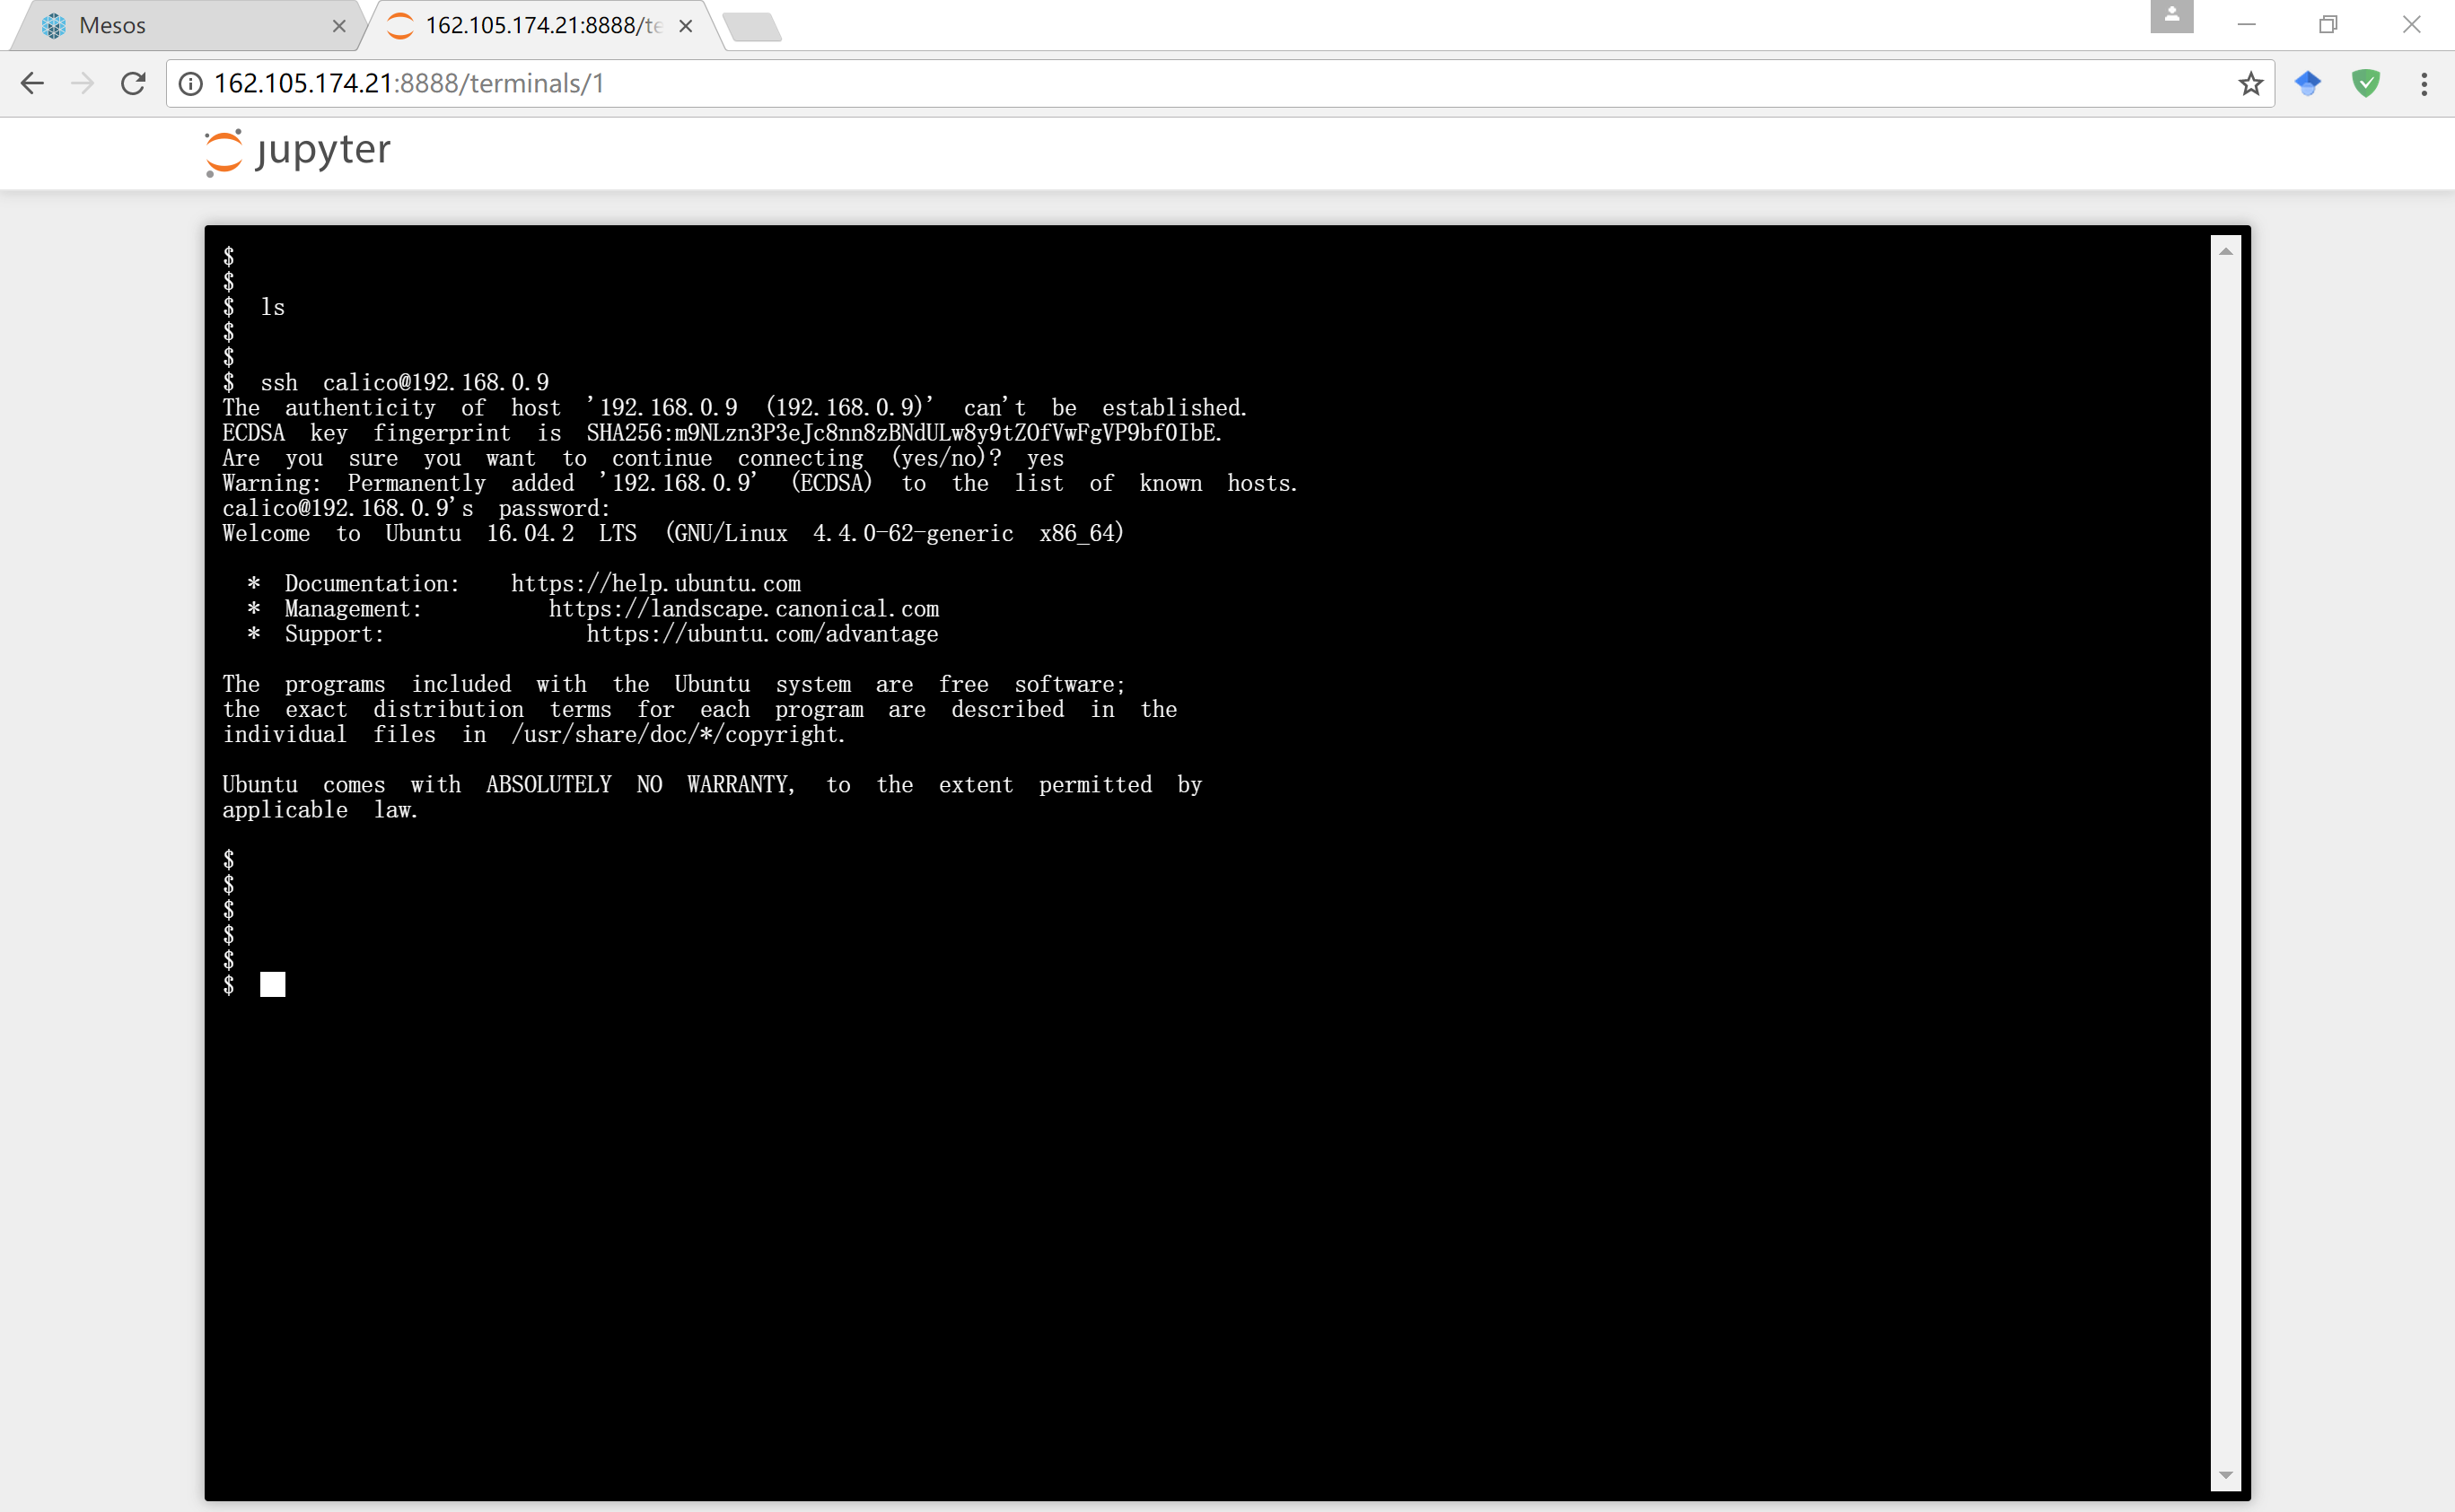 Mesos
162.105.174.21:8888/te
162.105.174.21:8888/terminals/1
jupyter
$
$
$ ls
$
$
$ ssh calico@192.168.0.9
The authenticity of host '192.168.0.9 (192.168.0.9)' can't be established.
ECDSA key fingerprint is SHA256:m9NLzn3P3eJc8nn8zBNdULw8y9tZOfVwFgVP9bf0IbE.
Are you sure you want to continue connecting (yes/no)? yes
Warning: Permanently added '192.168.0.9' (ECDSA) to the list of known hosts.
calico@192.168.0.9's password:
Welcome to Ubuntu 16.04.2 LTS (GNU/Linux 4.4.0-62-generic x86_64)
* Documentation: https://help.ubuntu.com
* Management: https://landscape.canonical.com
* Support: https://ubuntu.com/advantage
The programs included with the Ubuntu system are free software;
the exact distribution terms for each program are described in the
individual files in /usr/share/doc/*/copyright.
Ubuntu comes with ABSOLUTELY NO WARRANTY, to the extent permitted by
applicable law.
$
$
$
$
$
$